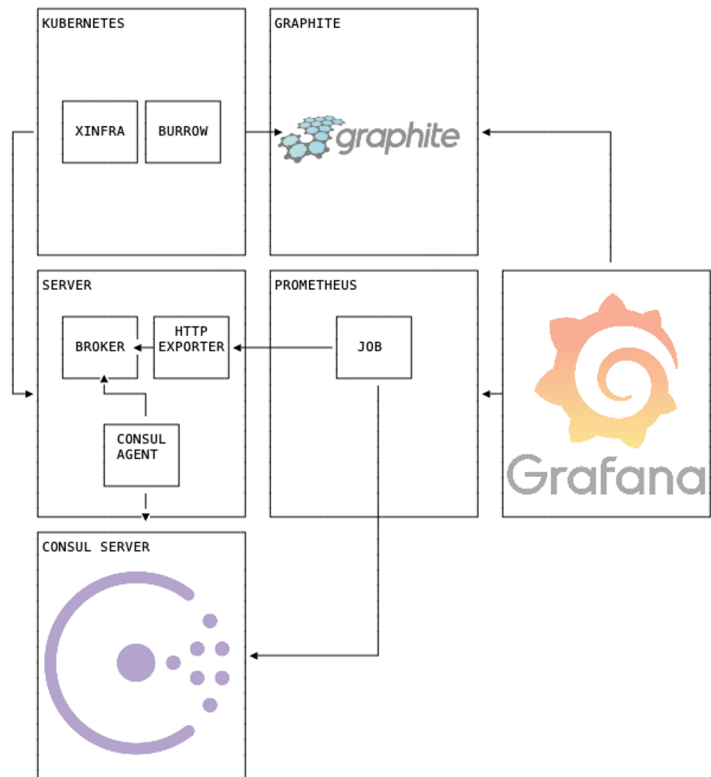 KUBERNETES
XINFRA
BURROW
GRAPHITE
graphite
SERVER
BROKER
HTTP
EXPORTER
CONSUL
AGENT
PROMETHEUS
JOB
Grafana
CONSUL SERVER